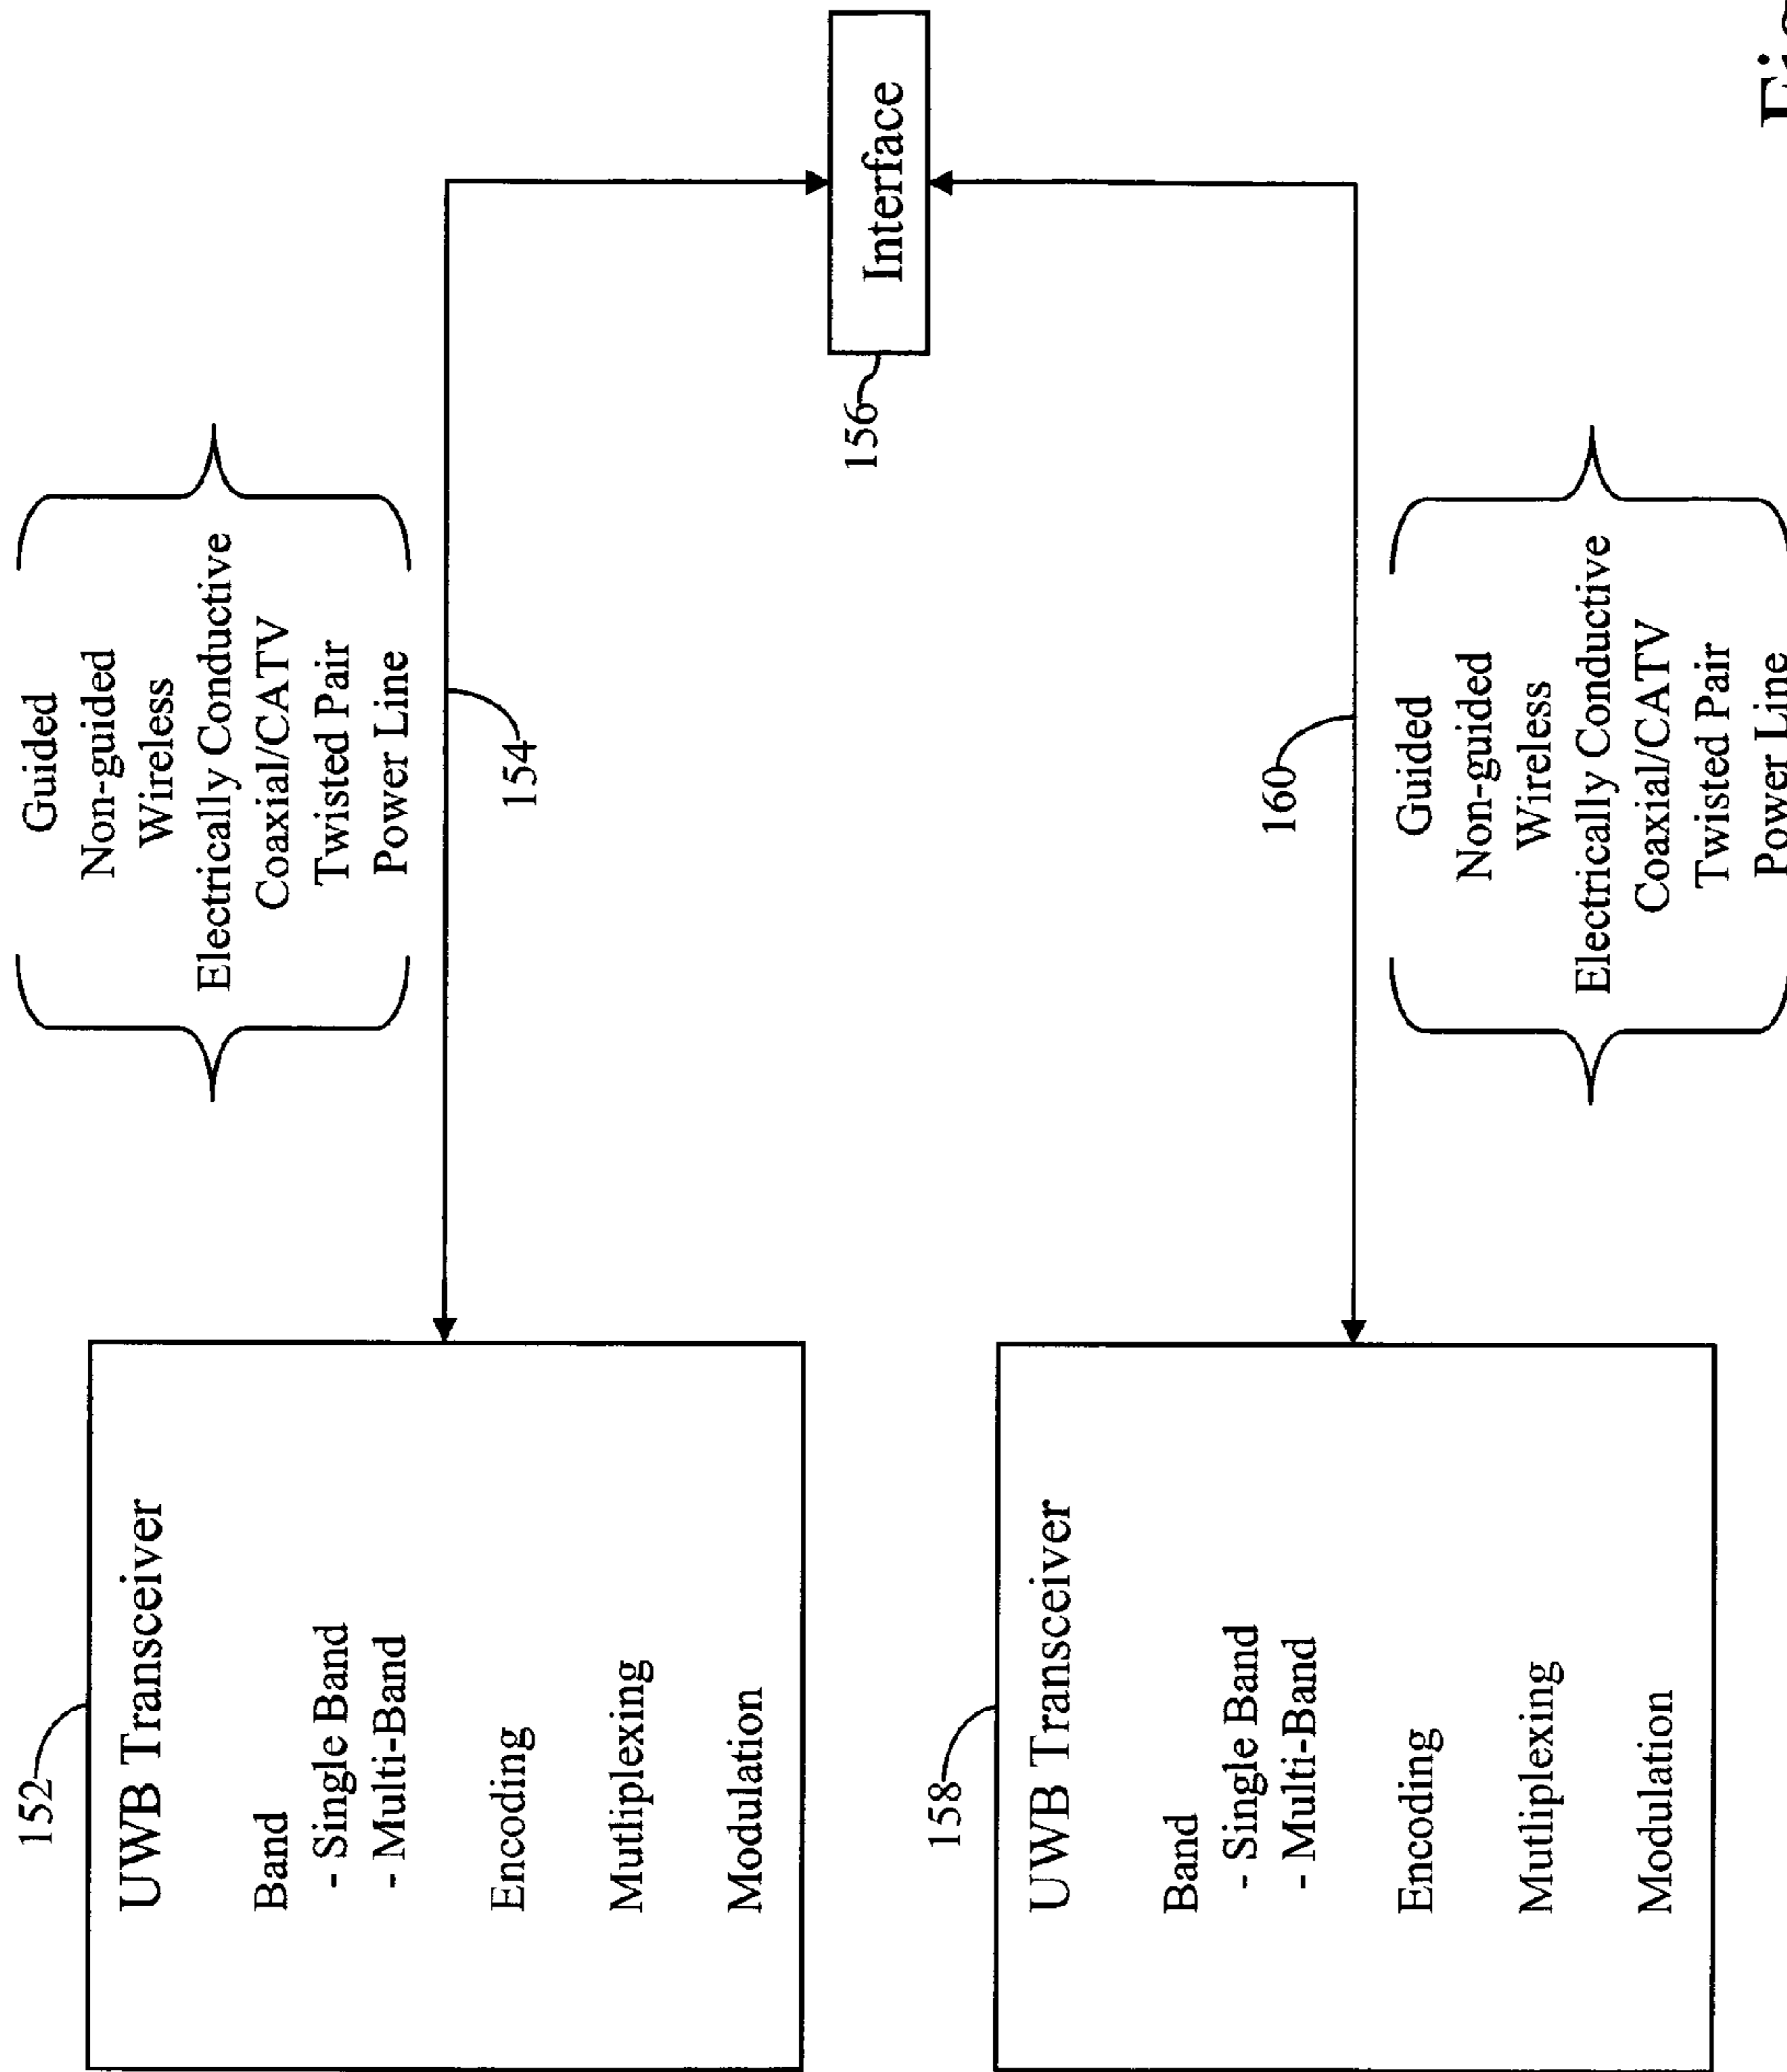 152
UWB Transceiver
Band
- Single Band
- Multi-Band
Encoding
Mutliplexing
Modulation
Guided
Non-guided
Wireless
Electrically Conductive
Coaxial/CATV
Twisted Pair
Power Line
154
156
Interface
158
UWB Transceiver
Band
- Single Band
- Multi-Band
Encoding
Mutliplexing
Modulation
160
Guided
Non-guided
Wireless
Electrically Conductive
Coaxial/CATV
Twisted Pair
Power Line